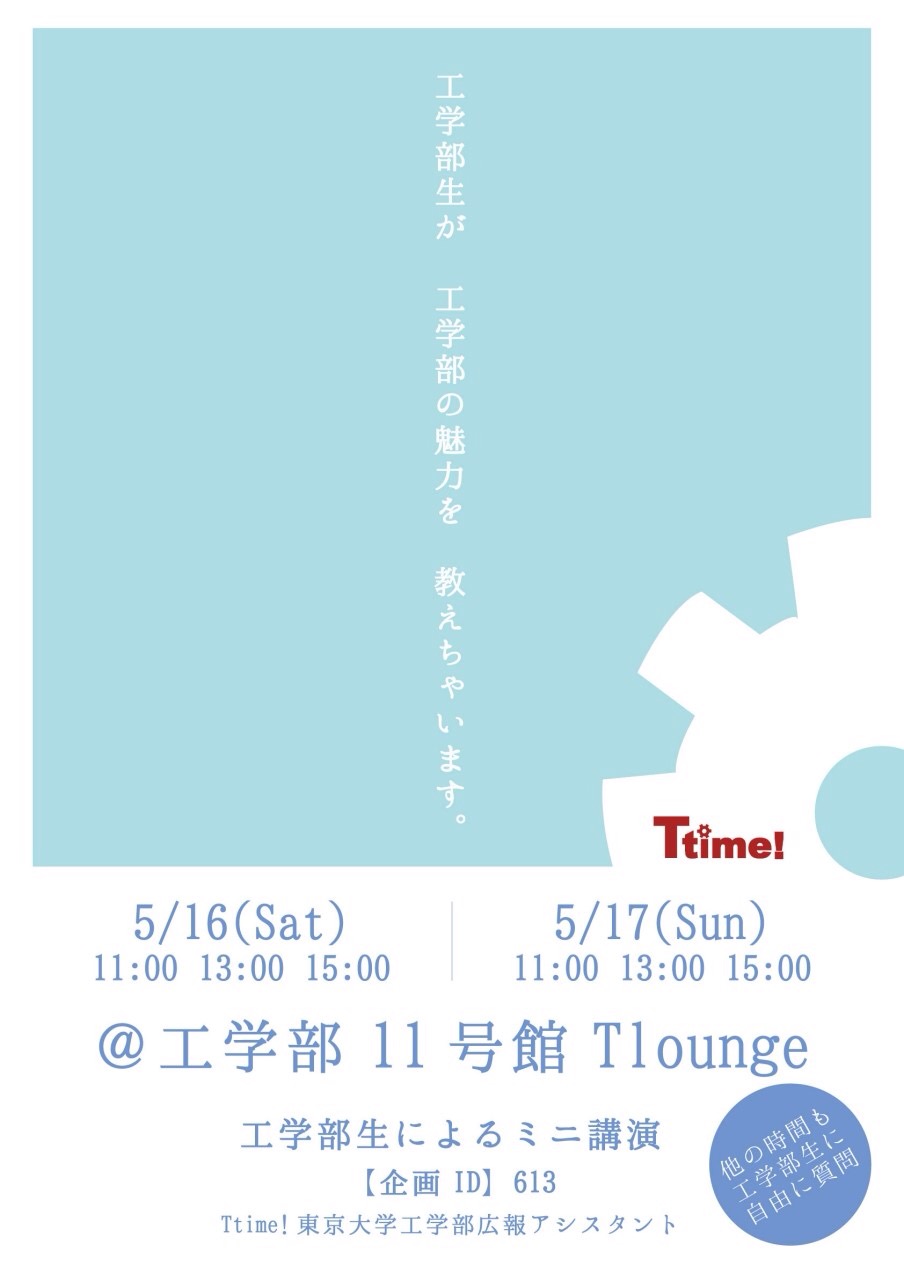 工学部生が 工学部の魅力を 教えちゃいます。
Ttime!
5/16(Sat)
11:00 13:00 15:00
5/17(Sun)
11:00 13:00 15:00
@工学部 11 号館 Tlounge
工学部生によるミニ講演
【企画 ID】613
Ttime!東京大学工学部広報アシスタント
他の時間も
工学部生に
自由に質問